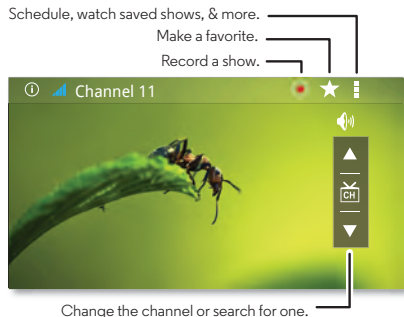 Schedule, watch saved shows, & more.
Make a favorite.
Record a show.
Channel 11
CH
Change the channel or search for one.